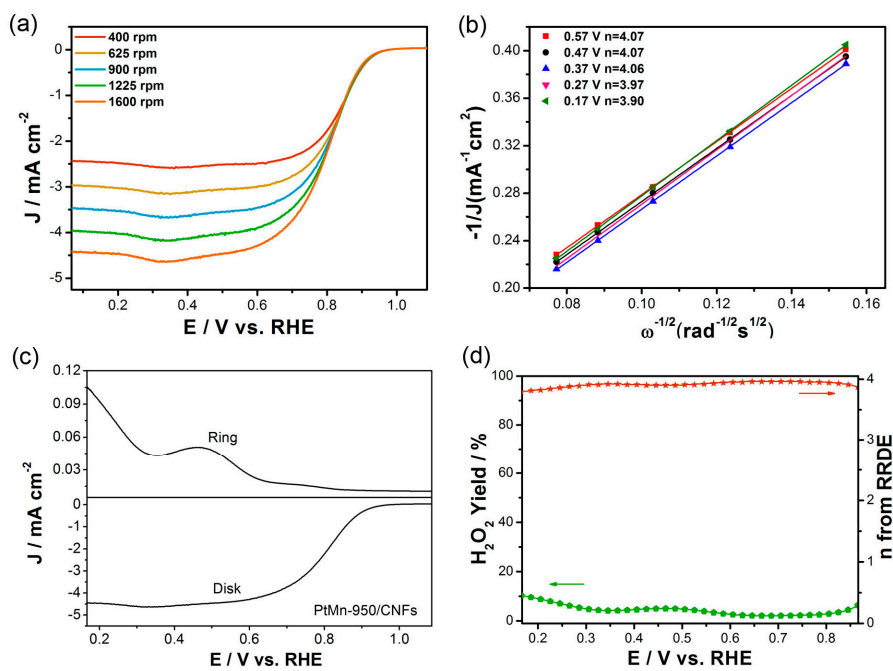 (a)
400 rpm
625 rpm
900 rpm
1225 rpm
1600 rpm
0
-1
-2
-3
-4
-5
J / mA cm⁻²
0.2 0.4 0.6 0.8 1.0
E / V vs. RHE
(b)
0.57 V n=4.07
0.47 V n=4.07
0.37 V n=4.06
0.27 V n=3.97
0.17 V n=3.90
0.40
0.36
0.32
0.28
0.24
0.20
-1/J(mA⁻¹cm²)
0.08 0.10 0.12 0.14 0.16
ω⁻¹/²(rad⁻¹/²s¹/²)
(c)
0.12
0.09
0.06
0.03
Ring
0
-1
-2
-3
-4
-5
Disk
PtMn-950/CNFs
J / mA cm⁻²
0.2 0.4 0.6 0.8 1.0
E / V vs. RHE
(d)
100
90
80
70
60
50
40
30
20
10
0
H₂O₂ Yield / %
4
3
2
1
0
n from RRDE
0.2 0.3 0.4 0.5 0.6 0.7 0.8
E / V vs. RHE